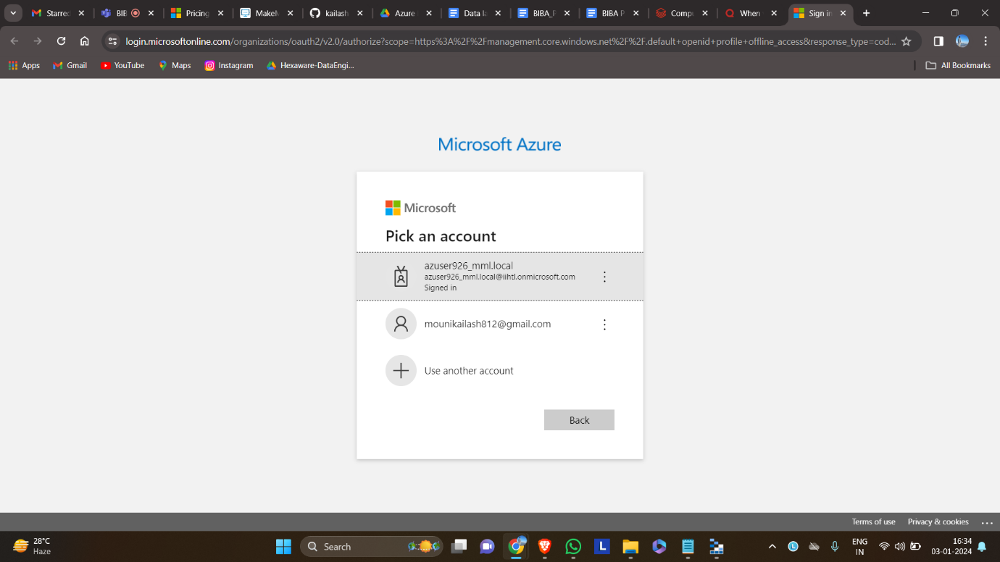 Starred
BIB
Pricing
MakeM
kailash
Azure
Data la
BIBA_P
BIBA P
Compu
When
Sign in
login.microsoftonline.com/organizations/oauth2/v2.0/authorize?scope=https%3A%2F%2Fmanagement.core.windows.net%2F%2F.default+openid+profile+offline_access&response_type=cod...
Apps
Gmail
YouTube
Maps
Instagram
Hexaware-DataEngi...
All Bookmarks
Microsoft Azure
Microsoft
Pick an account
azuser926_mml.local
azuser926_mml.local@iihtl.onmicrosoft.com
Signed in
mounikailash812@gmail.com
Use another account
Back
Terms of use
Privacy & cookies
...
28°C
Haze
Search
L
L
ENG
IN
16:34
03-01-2024